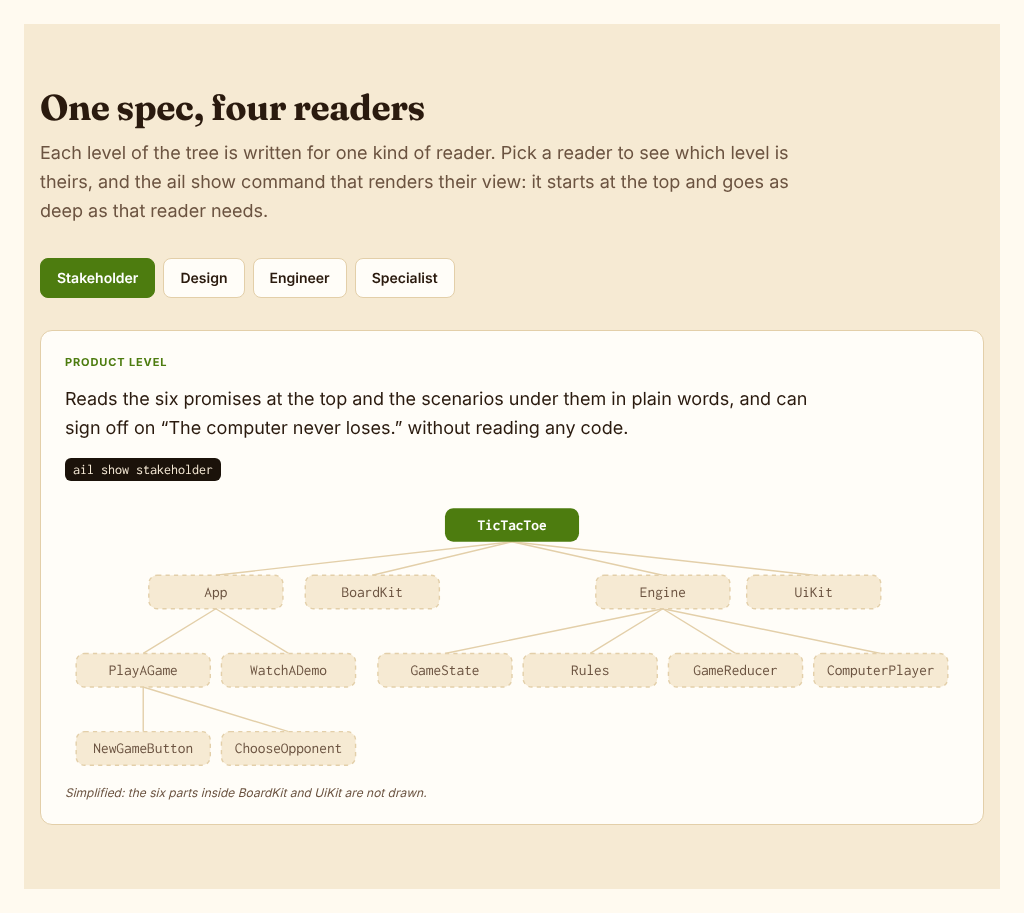 One spec, four readers
Each level of the tree is written for one kind of reader. Pick a reader to see which level is
theirs, and the ail show command that renders their view: it starts at the top and goes as
deep as that reader needs.
Stakeholder Design Engineer Specialist
PRODUCT LEVEL
Reads the six promises at the top and the scenarios under them in plain words, and can
sign off on “The computer never loses.” without reading any code.
ail show stakeholder
TicTacToe
App BoardKit Engine UiKit
PlayAGame WatchADemo GameState Rules GameReducer ComputerPlayer
NewGameButton ChooseOpponent
Simplified: the six parts inside BoardKit and UiKit are not drawn.